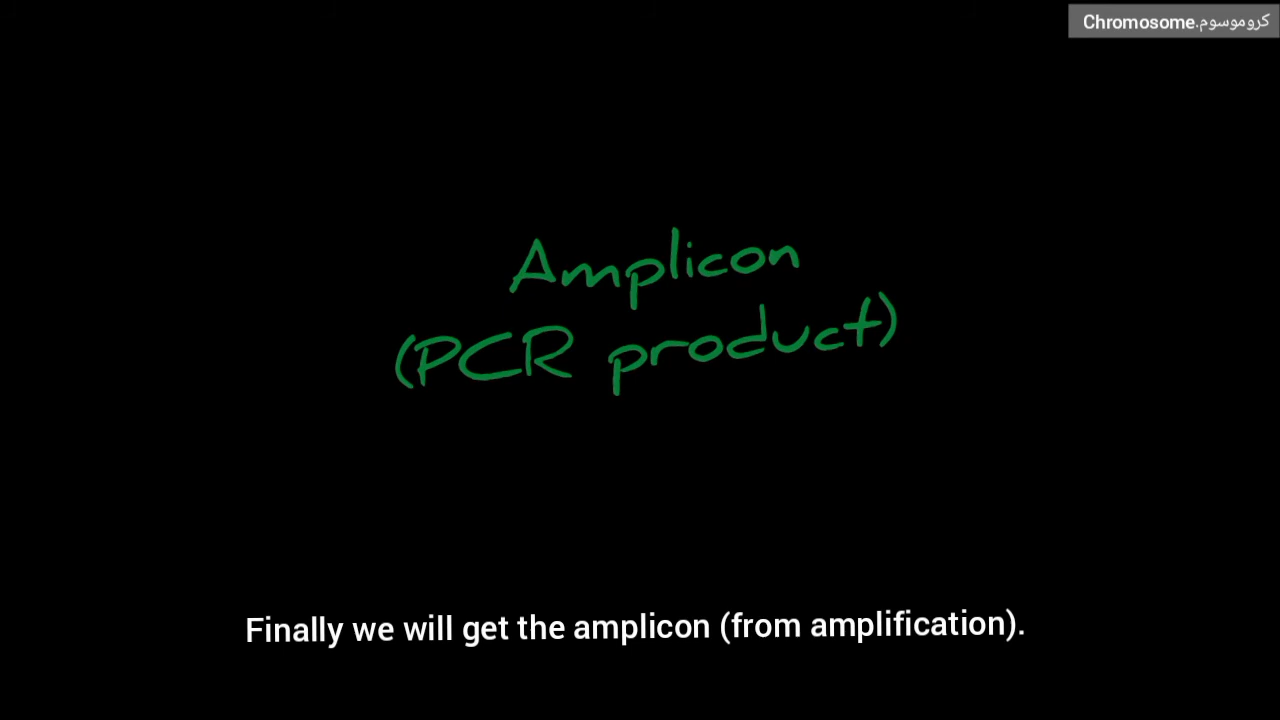 Chromosome.كروموسوم
Amplicon
(PCR product)
Finally we will get the amplicon (from amplification).